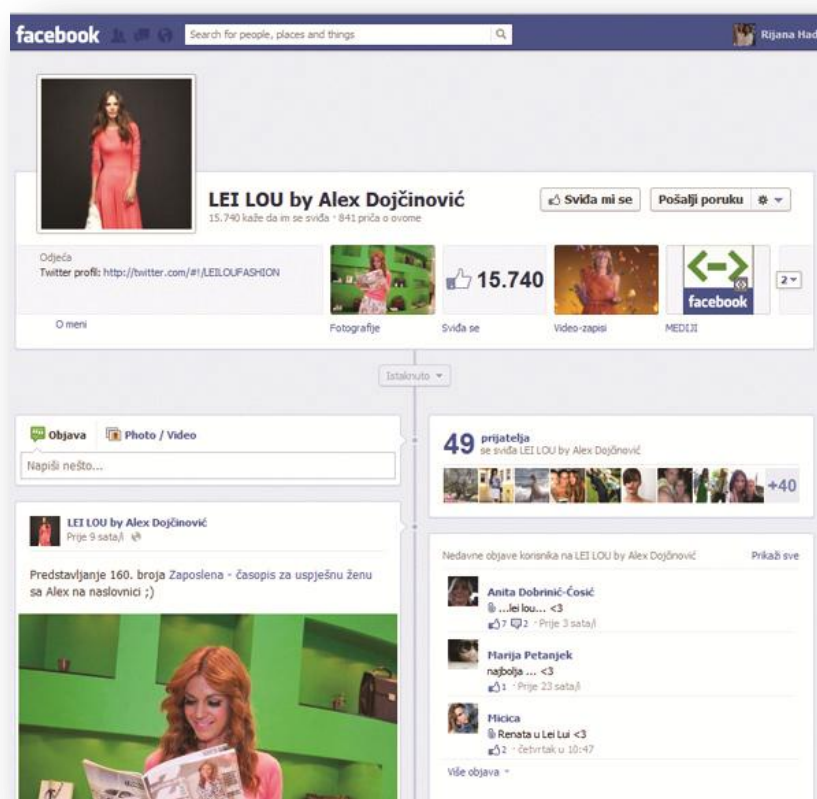 facebook
Search for people, places and things
Rijana Had
LEI LOU by Alex Dojčinović
15.740 kaže da im se sviđa · 841 priča o ovome
Sviđa mi se
Pošalji poruku
Odjeća
Twitter profil: http://twitter.com/#!/LEILOUFASHION
O meni
15.740
facebook
2
Fotografije
Sviđa se
Video-zapisi
MEDIJI
Istaknuto
Objava
Photo / Video
Napiši nešto...
49 prijatelja
se sviđa LEI LOU by Alex Dojčinović
+40
LEI LOU by Alex Dojčinović
Prije 9 sata/i
Predstavljanje 160. broja Zaposlena - časopis za uspješnu ženu
sa Alex na naslovnici ;)
Nedavne objave korisnika na LEI LOU by Alex Dojčinović
Prikaži sve
Anita Dobrinić-Ćosić
...lei lou... <3
7 2 · Prije 3 sata/i
Marija Petanjek
najbolja ... <3
1 · Prije 23 sata/i
Micica
Renata u Lei Lui <3
2 · četvrtak u 10:47
Više objava